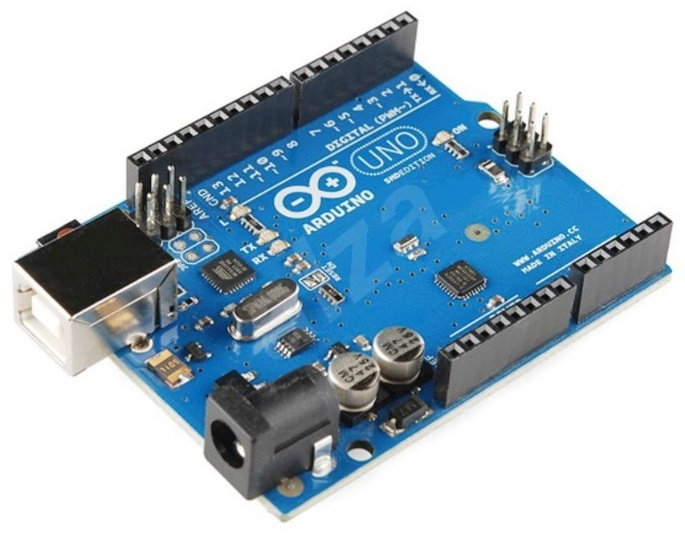 TX→1
RX←0
2
~3
4
~5
~6
7
DIGITAL (PWM~)
8
~9
~10
~11
12
13
GND
AREF
ON
UNO
SMD EDITION
ARDUINO
TX
RX
WWW.ARDUINO.CC
MADE IN ITALY
alza